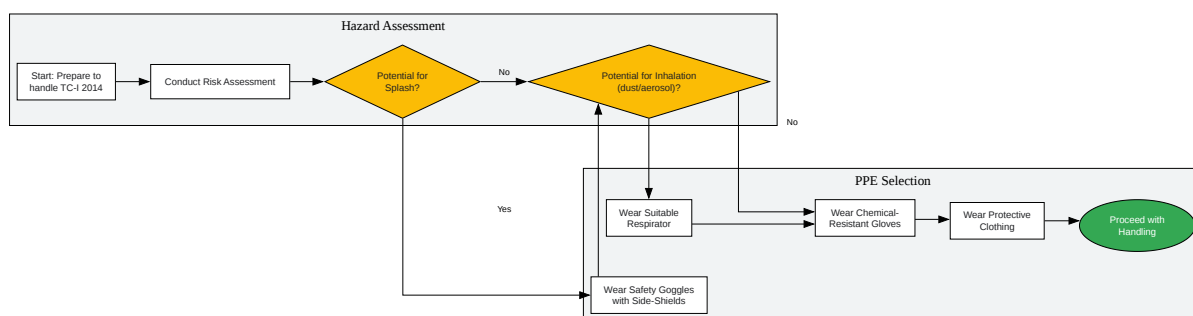 Hazard Assessment
Start: Prepare to
handle TC-I 2014
Conduct Risk Assessment
Potential for
Splash?
No
Potential for Inhalation
(dust/aerosol)?
No
Yes
PPE Selection
Wear Suitable
Respirator
Wear Chemical-
Resistant Gloves
Wear Protective
Clothing
Proceed with
Handling
Wear Safety Goggles
with Side-Shields